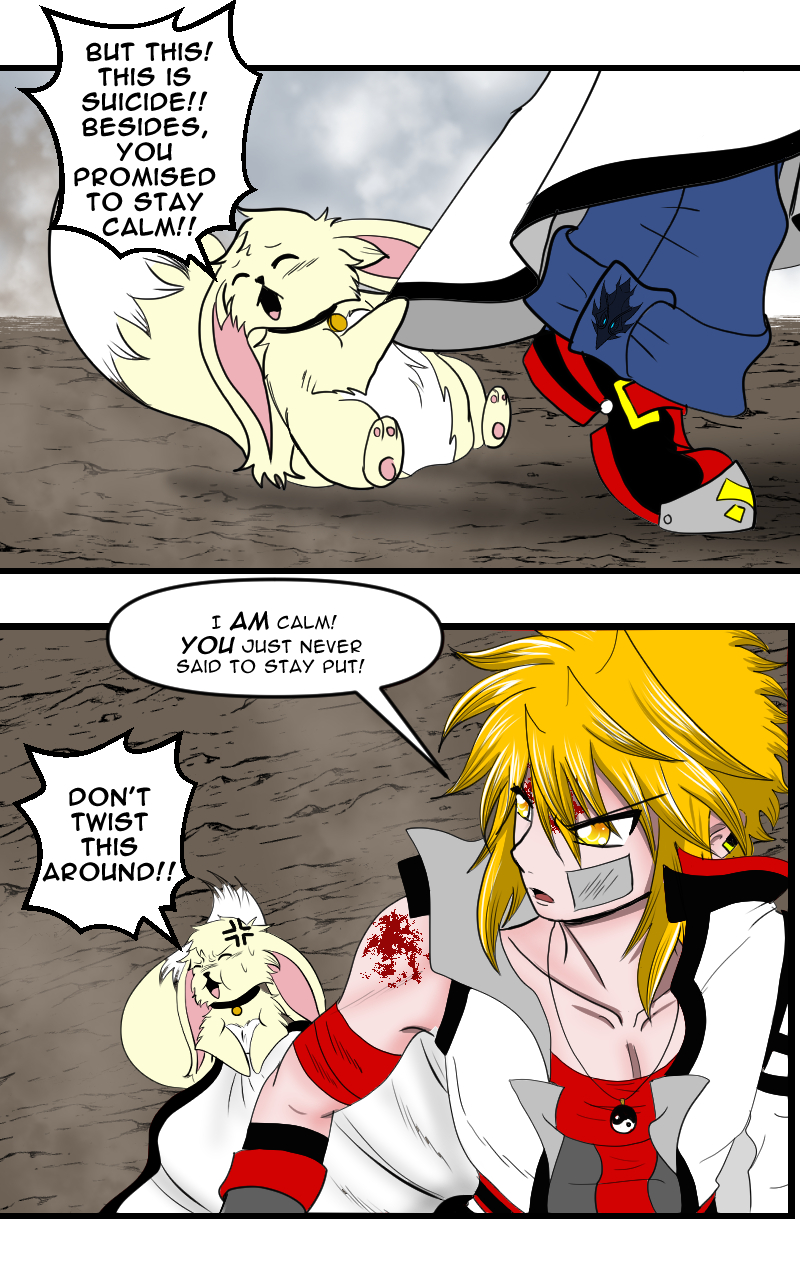 BUT THIS!
THIS IS
SUICIDE!!
BESIDES,
YOU
PROMISED
TO STAY
CALM!!
I AM CALM!
YOU JUST NEVER
SAID TO STAY PUT!
DON'T
TWIST
THIS
AROUND!!